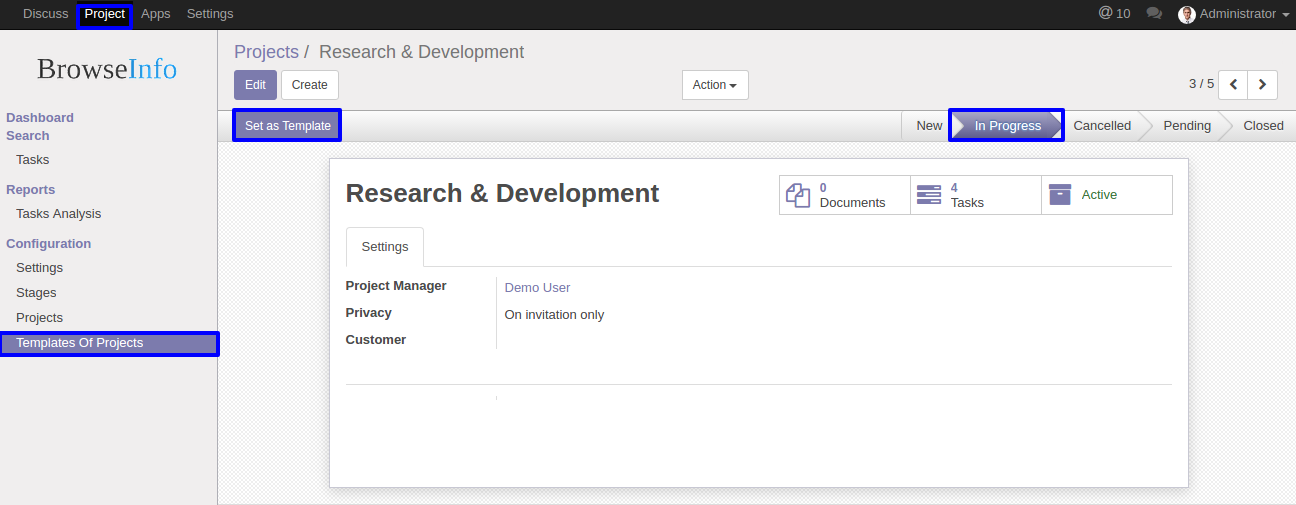 Discuss Project Apps Settings @ 10 Administrator
BrowseInfo
Dashboard
Search
Tasks
Reports
Tasks Analysis
Configuration
Settings
Stages
Projects
Templates Of Projects
Projects / Research & Development
Edit Create Action 3 / 5
Set as Template New In Progress Cancelled Pending Closed
Research & Development
0 Documents
4 Tasks
Active
Settings
Project Manager Demo User
Privacy On invitation only
Customer